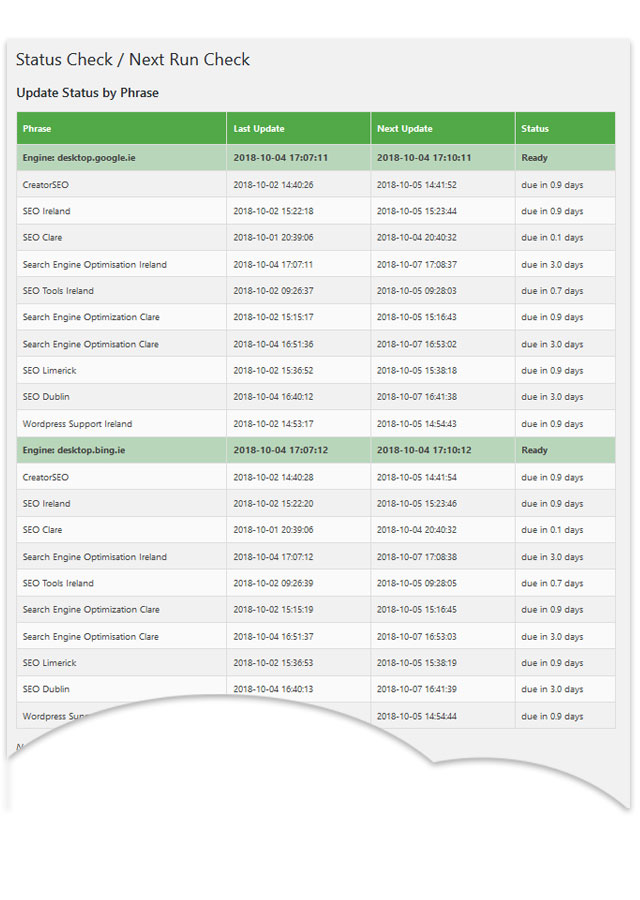 Status Check / Next Run Check
Update Status by Phrase
Phrase Last Update Next Update Status
Engine: desktop.google.ie 2018-10-04 17:07:11 2018-10-04 17:10:11 Ready
CreatorSEO 2018-10-02 14:40:26 2018-10-05 14:41:52 due in 0.9 days
SEO Ireland 2018-10-02 15:22:18 2018-10-05 15:23:44 due in 0.9 days
SEO Clare 2018-10-01 20:39:06 2018-10-04 20:40:32 due in 0.1 days
Search Engine Optimisation Ireland 2018-10-04 17:07:11 2018-10-07 17:08:37 due in 3.0 days
SEO Tools Ireland 2018-10-02 09:26:37 2018-10-05 09:28:03 due in 0.7 days
Search Engine Optimization Clare 2018-10-02 15:15:17 2018-10-05 15:16:43 due in 0.9 days
Search Engine Optimisation Clare 2018-10-04 16:51:36 2018-10-07 16:53:02 due in 3.0 days
SEO Limerick 2018-10-02 15:36:52 2018-10-05 15:38:18 due in 0.9 days
SEO Dublin 2018-10-04 16:40:12 2018-10-07 16:41:38 due in 3.0 days
Wordpress Support Ireland 2018-10-02 14:53:17 2018-10-05 14:54:43 due in 0.9 days
Engine: desktop.bing.ie 2018-10-04 17:07:12 2018-10-04 17:10:12 Ready
CreatorSEO 2018-10-02 14:40:28 2018-10-05 14:41:54 due in 0.9 days
SEO Ireland 2018-10-02 15:22:20 2018-10-05 15:23:46 due in 0.9 days
SEO Clare 2018-10-01 20:39:06 2018-10-04 20:40:32 due in 0.1 days
Search Engine Optimisation Ireland 2018-10-04 17:07:12 2018-10-07 17:08:38 due in 3.0 days
SEO Tools Ireland 2018-10-02 09:26:39 2018-10-05 09:28:05 due in 0.7 days
Search Engine Optimization Clare 2018-10-02 15:15:19 2018-10-05 15:16:45 due in 0.9 days
Search Engine Optimisation Clare 2018-10-04 16:51:37 2018-10-07 16:53:03 due in 3.0 days
SEO Limerick 2018-10-02 15:36:53 2018-10-05 15:38:19 due in 0.9 days
SEO Dublin 2018-10-04 16:40:13 2018-10-07 16:41:39 due in 3.0 days
Wordpress 2018-10-05 14:54:44 due in 0.9 days